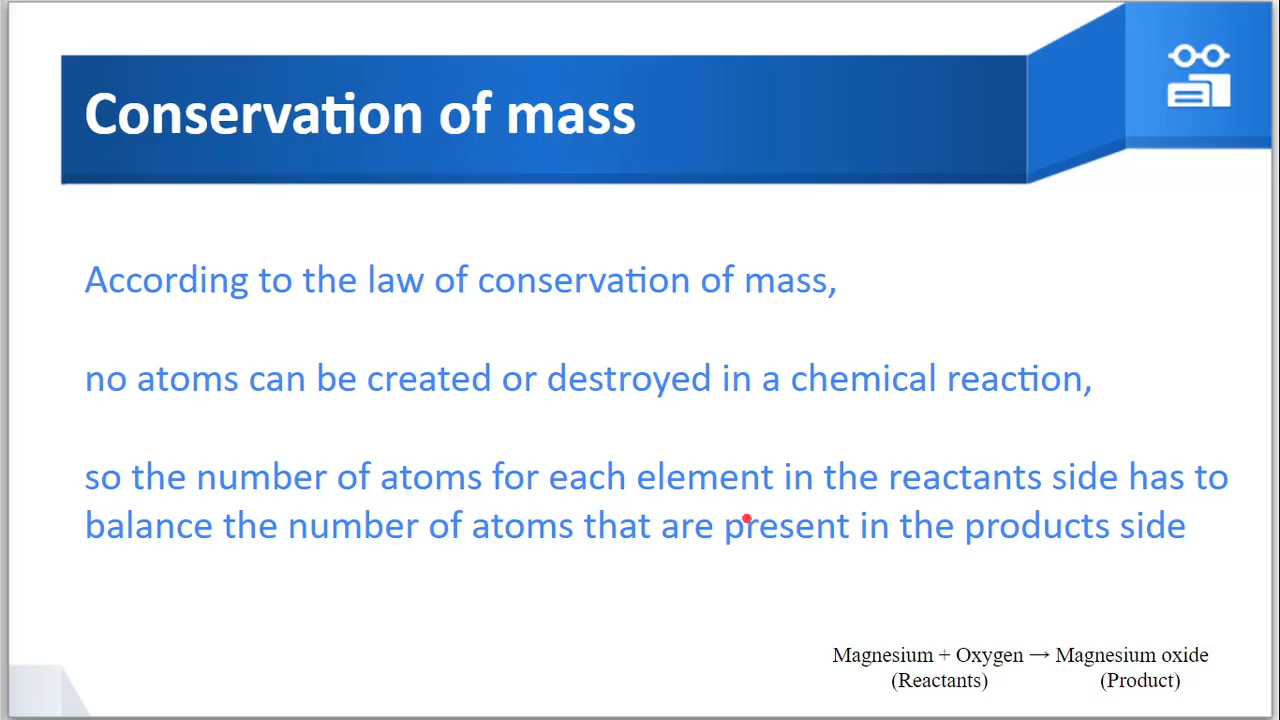 Conservation of mass
According to the law of conservation of mass,
no atoms can be created or destroyed in a chemical reaction,
so the number of atoms for each element in the reactants side has to
balance the number of atoms that are present in the products side
Magnesium + Oxygen → Magnesium oxide
(Reactants) (Product)